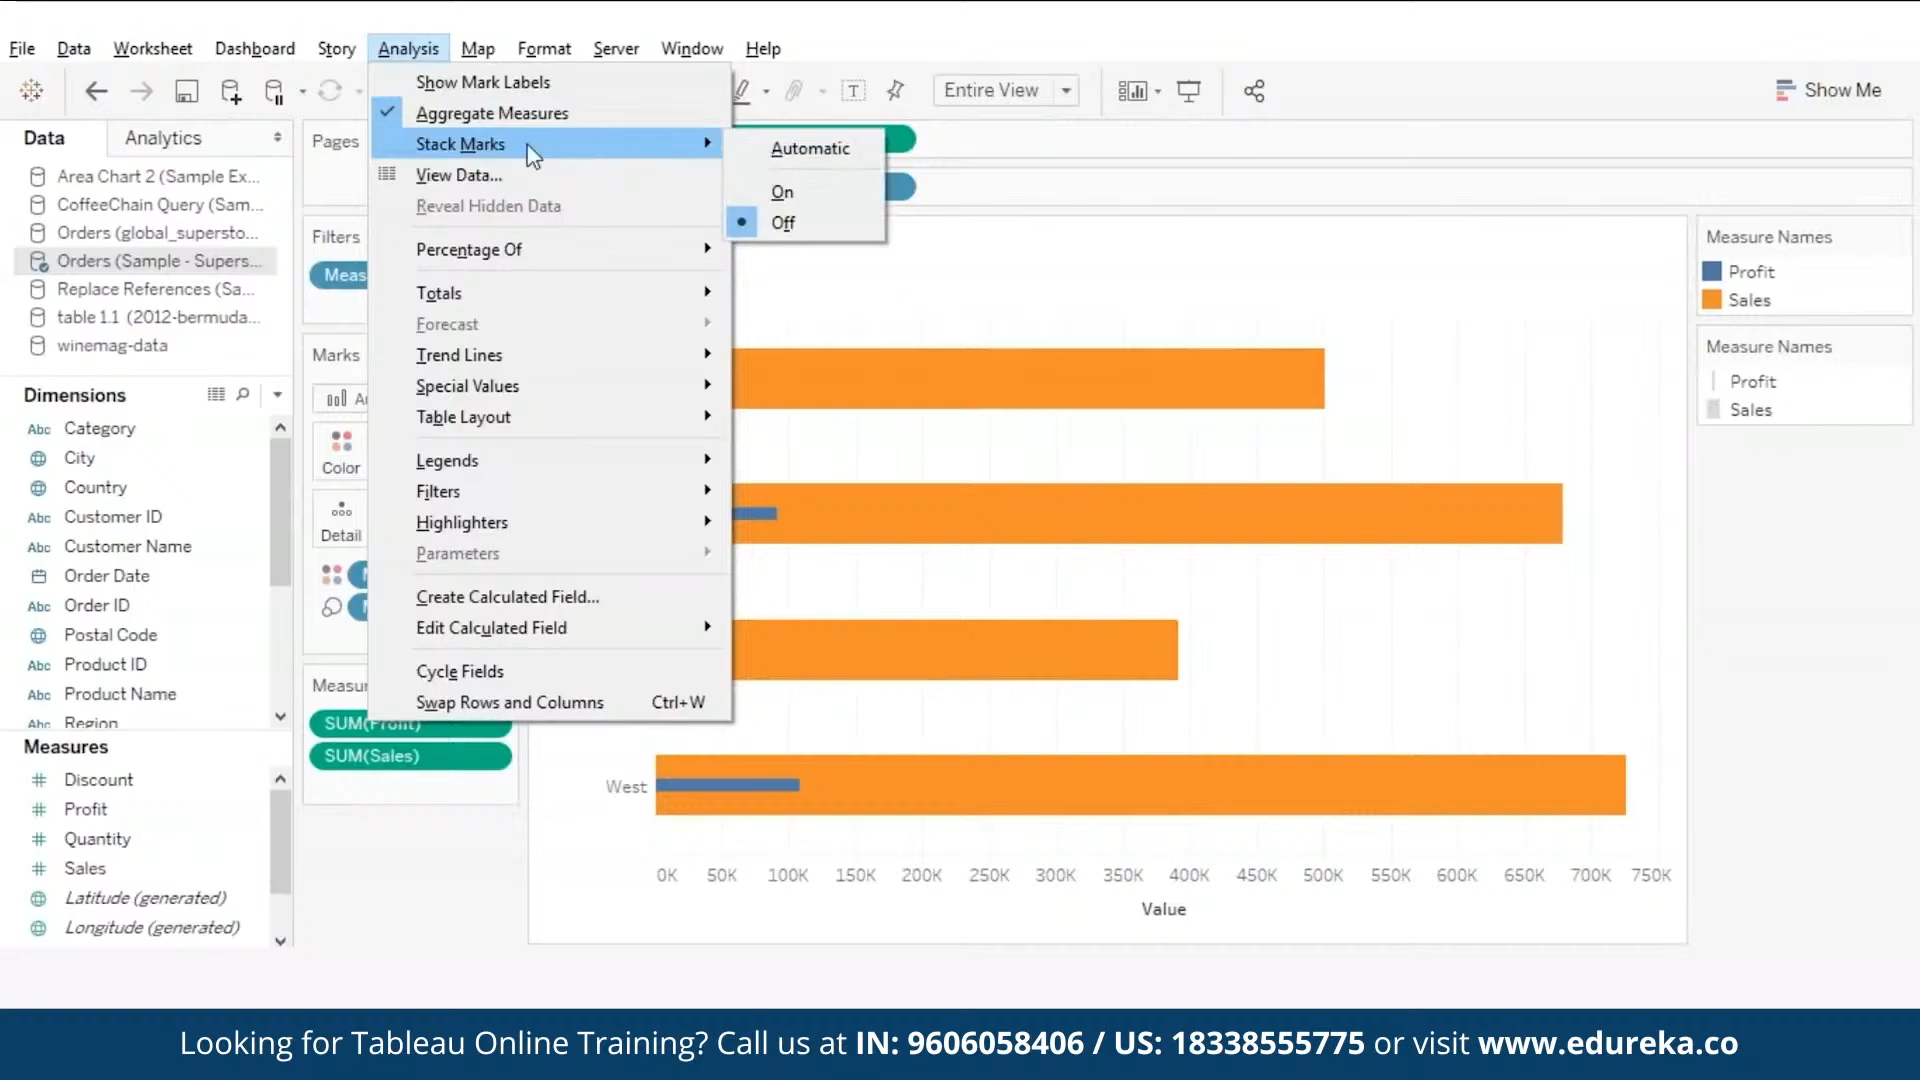 File Data Worksheet Dashboard Story Analysis Map Format Server Window Help
Entire View
Show Me
Data Analytics
Area Chart 2 (Sample Ex...
CoffeeChain Query (Sam...
Orders (global_supersto...
Orders (Sample - Supers...
Replace References (Sa...
table 1.1 (2012-bermuda...
winemag-data
Dimensions
Abc Category
City
Country
Abc Customer ID
Abc Customer Name
Order Date
Abc Order ID
Postal Code
Abc Product ID
Abc Product Name
Abc Region
Measures
Discount
Profit
Quantity
Sales
Latitude (generated)
Longitude (generated)
Pages
Filters
Meas
Marks
Color
Detail
Measu
SUM(Profit)
SUM(Sales)
Show Mark Labels
Aggregate Measures
Stack Marks
View Data...
Reveal Hidden Data
Percentage Of
Totals
Forecast
Trend Lines
Special Values
Table Layout
Legends
Filters
Highlighters
Parameters
Create Calculated Field...
Edit Calculated Field
Cycle Fields
Swap Rows and Columns Ctrl+W
Automatic
On
Off
West
0K 50K 100K 150K 200K 250K 300K 350K 400K 450K 500K 550K 600K 650K 700K 750K
Value
Measure Names
Profit
Sales
Measure Names
Profit
Sales
Looking for Tableau Online Training? Call us at IN: 9606058406 / US: 18338555775 or visit www.edureka.co